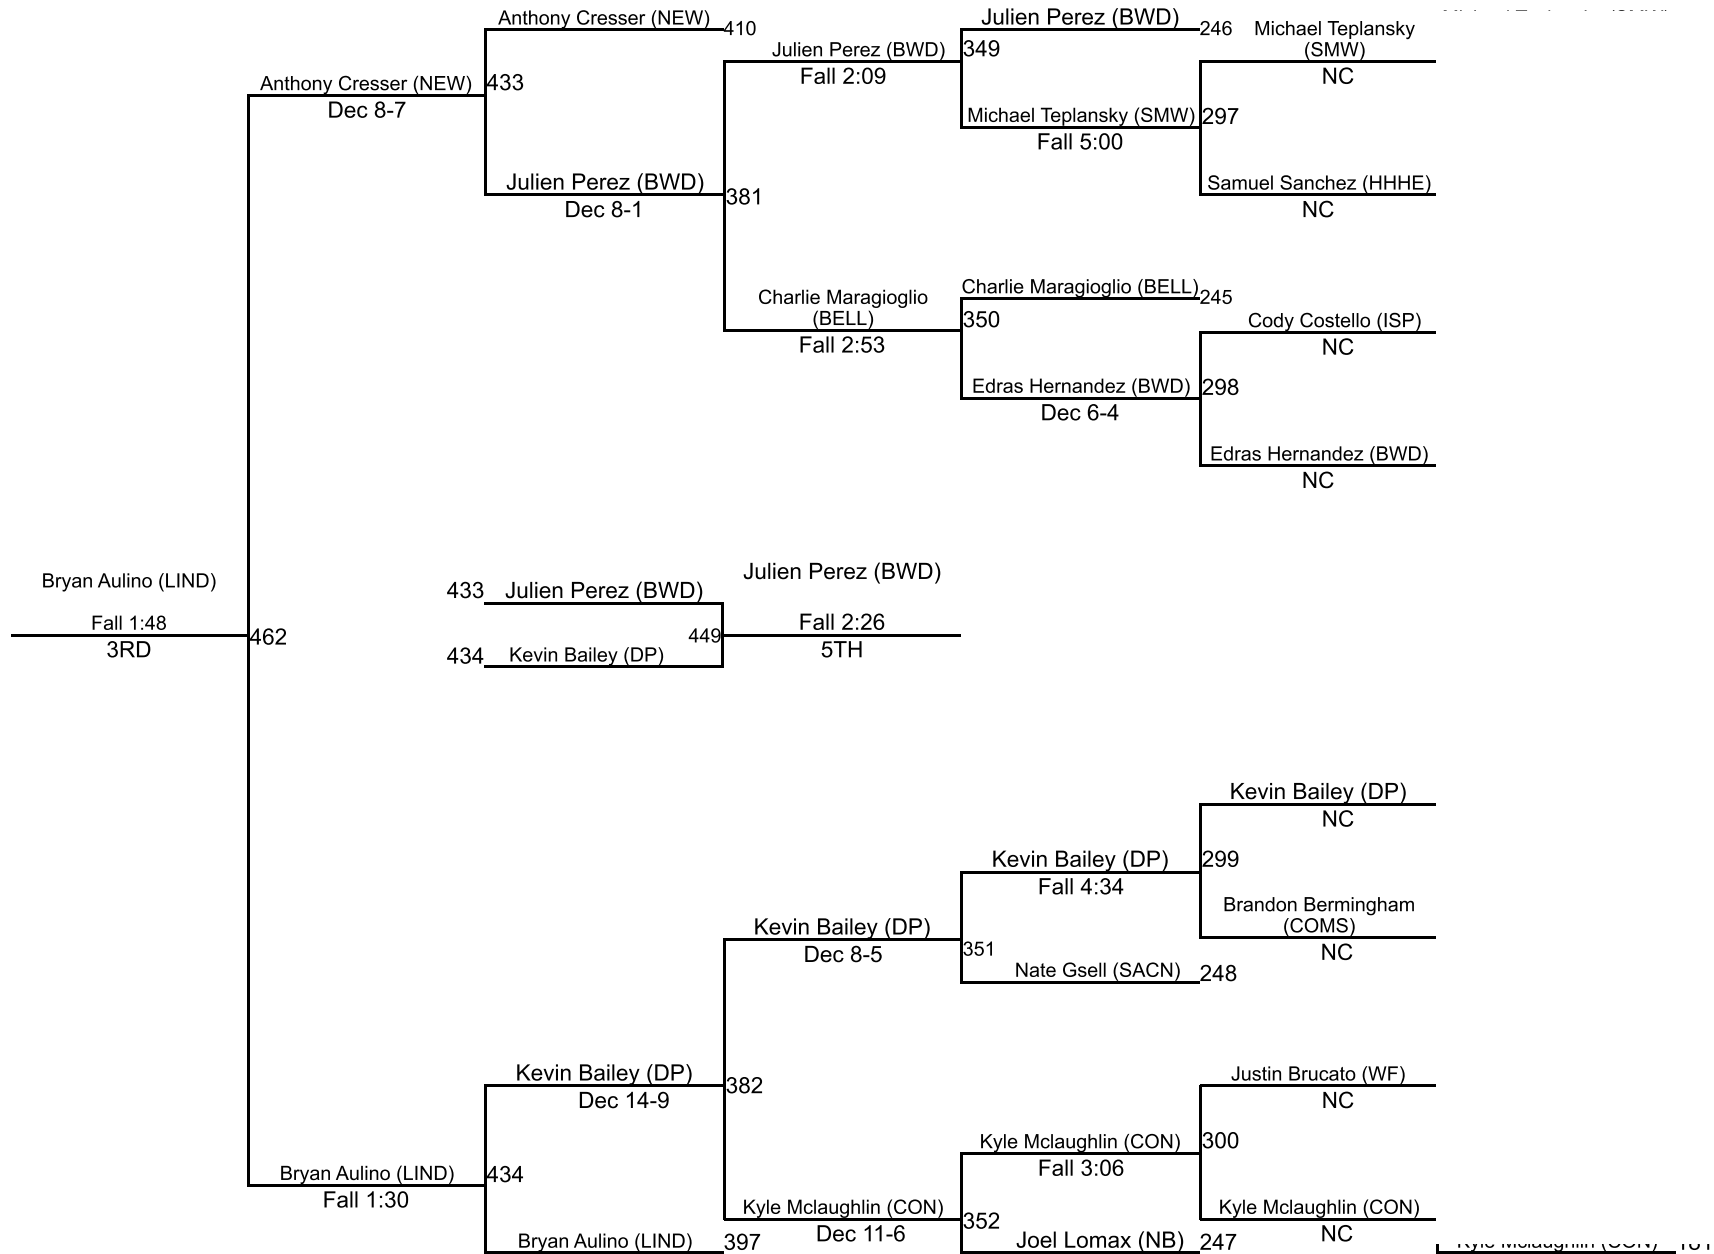 Anthony Cresser (NEW)
410
Julien Perez (BWD)
246
Michael Teplansky
(SMW)
NC
Julien Perez (BWD)
349
Fall 2:09
Anthony Cresser (NEW)
433
Dec 8-7
Michael Teplansky (SMW)
297
Fall 5:00
Julien Perez (BWD)
381
Dec 8-1
Samuel Sanchez (HHHE)
NC
Charlie Maragioglio (BELL)
245
Charlie Maragioglio
(BELL)
350
Fall 2:53
Cody Costello (ISP)
NC
Edras Hernandez (BWD)
298
Dec 6-4
Edras Hernandez (BWD)
NC
Bryan Aulino (LIND)
Fall 1:48
3RD
462
433
Julien Perez (BWD)
434
Kevin Bailey (DP)
449
Julien Perez (BWD)
Fall 2:26
5TH
Kevin Bailey (DP)
NC
Kevin Bailey (DP)
299
Fall 4:34
Brandon Bermingham
(COMS)
NC
Kevin Bailey (DP)
351
Dec 8-5
Nate Gsell (SACN)
248
Kevin Bailey (DP)
382
Dec 14-9
Justin Brucato (WF)
NC
Kyle Mclaughlin (CON)
300
Fall 3:06
Bryan Aulino (LIND)
434
Fall 1:30
Kyle Mclaughlin (CON)
352
Dec 11-6
Kyle Mclaughlin (CON)
NC
Bryan Aulino (LIND)
397
Joel Lomax (NB)
247